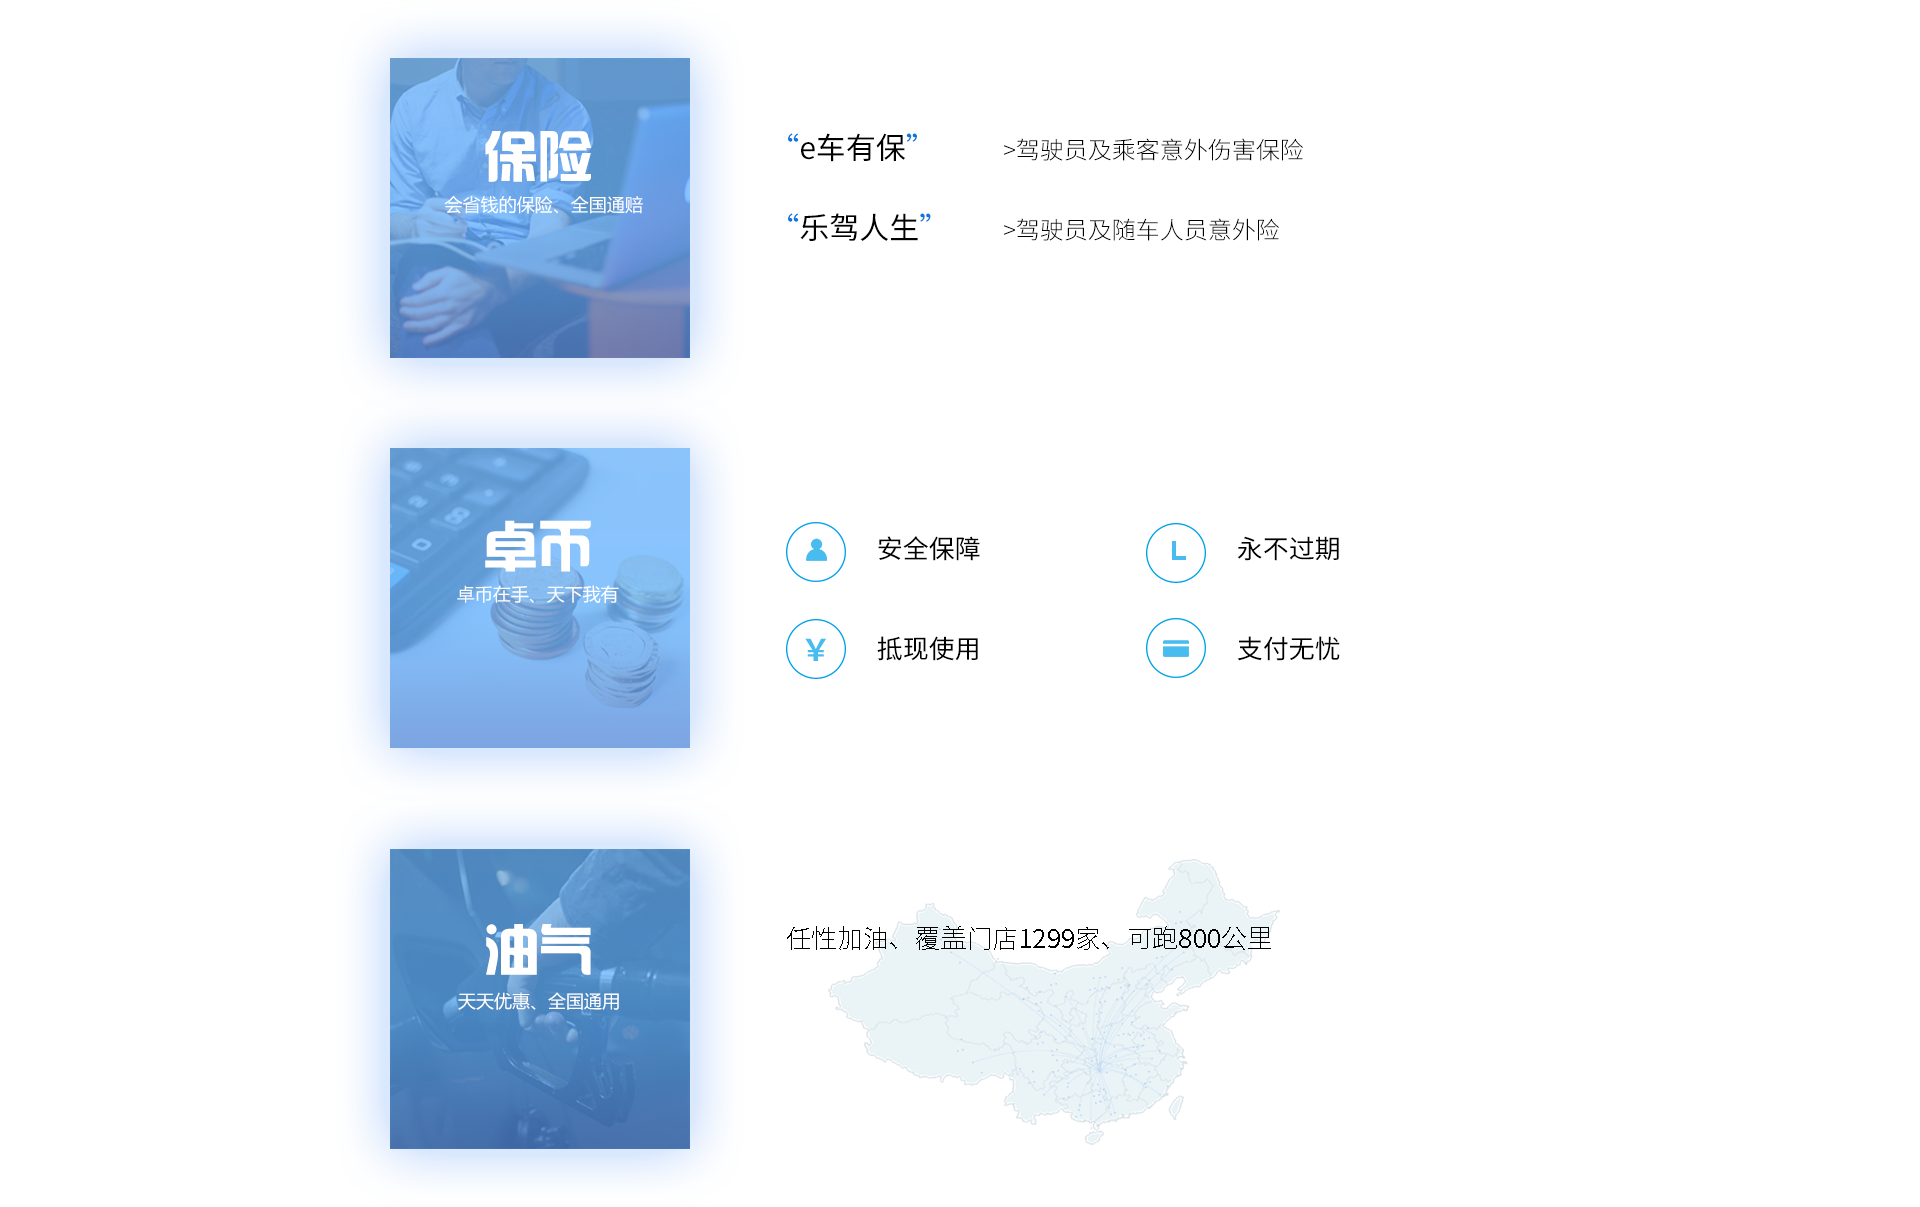 保险
会省钱的保险、全国通赔
“e车有保” >驾驶员及乘客意外伤害保险
“乐驾人生” >驾驶员及随车人员意外险
卓币
卓币在手、天下我有
安全保障 永不过期
¥ 抵现使用 支付无忧
油气
天天优惠、全国通用
任性加油、覆盖门店1299家、可跑800公里